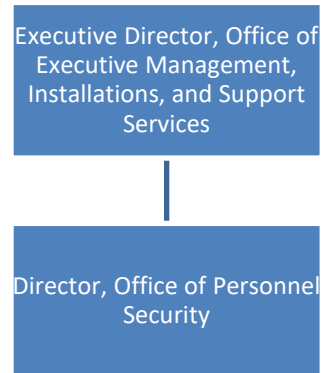 Executive Director, Office of
Executive Management,
Installations, and Support
Services
Director, Office of Personnel
Security